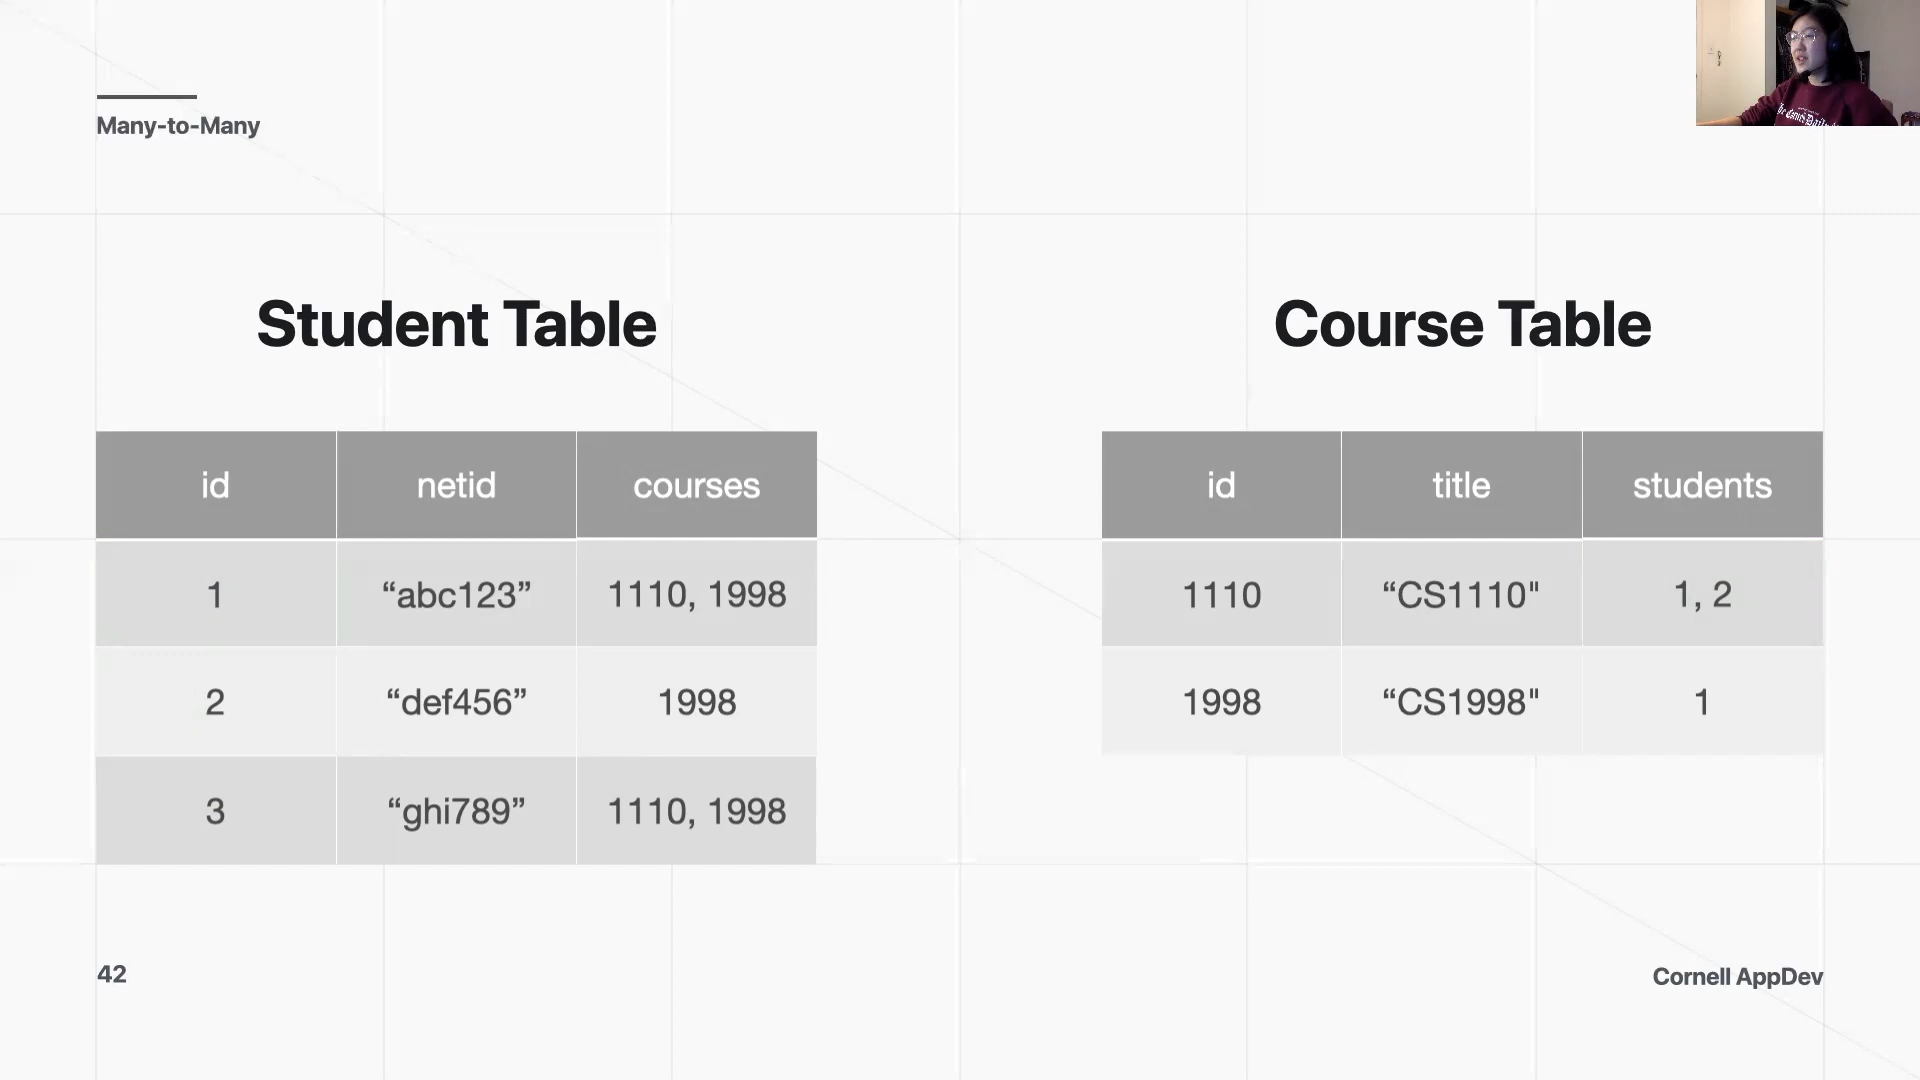 Many-to-Many
Student Table
id netid courses
1 “abc123” 1110, 1998
2 “def456” 1998
3 “ghi789” 1110, 1998
Course Table
id title students
1110 “CS1110" 1, 2
1998 “CS1998" 1
42
Cornell AppDev